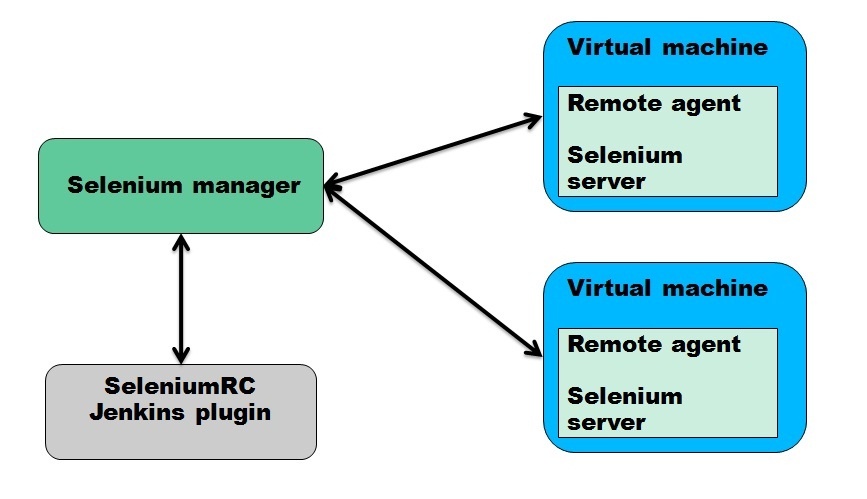 Virtual machine
Remote agent
Selenium
server
Selenium manager
Virtual machine
Remote agent
Selenium
server
SeleniumRC
Jenkins plugin